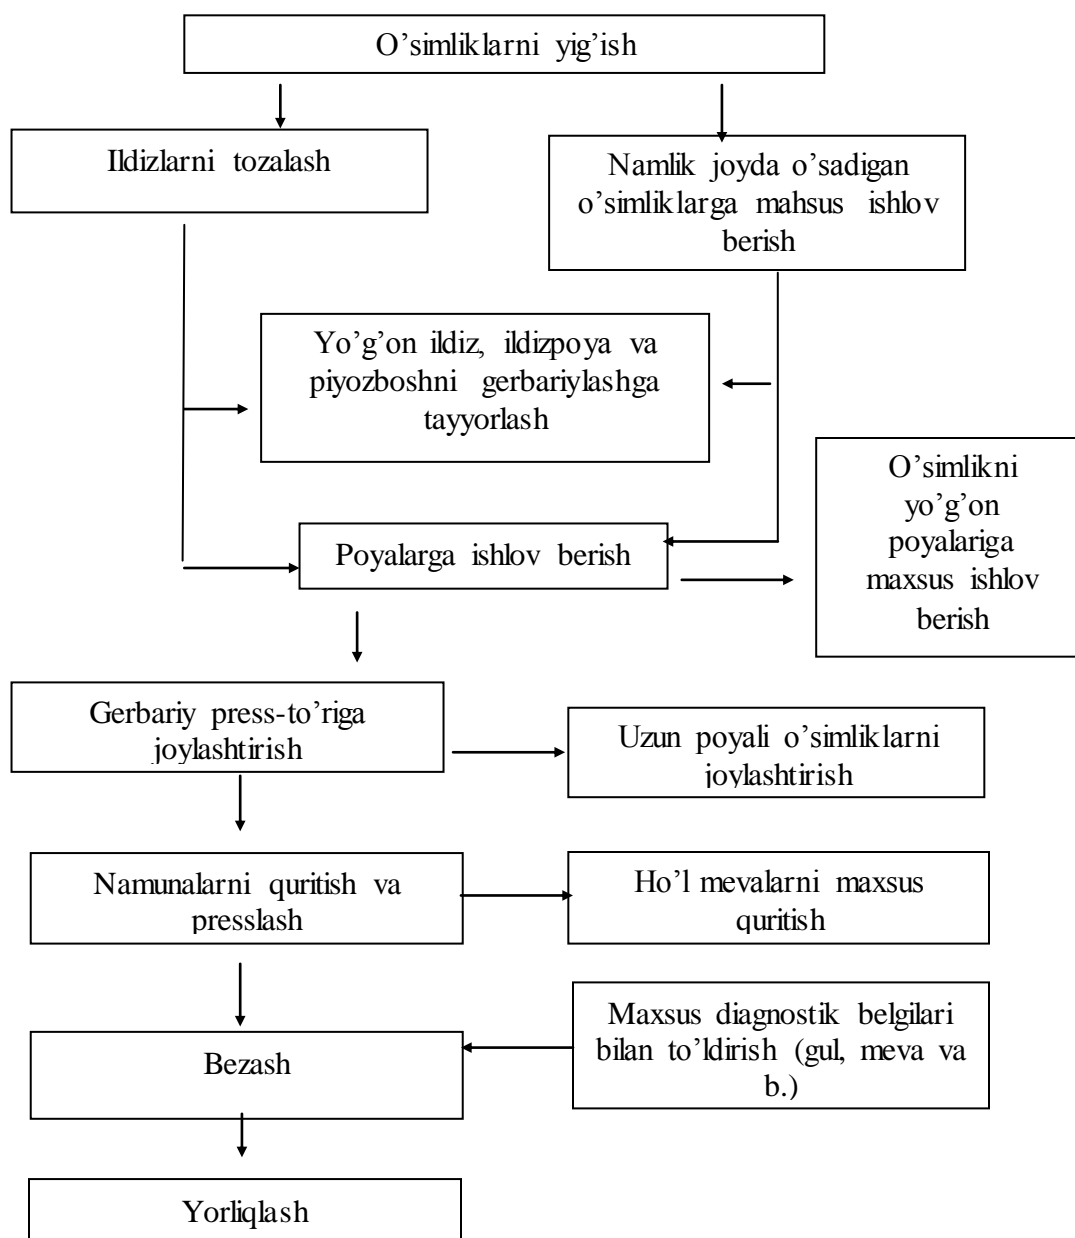 O’simliklarni yig’ish
Ildizlarni tozalash
Namlik joyda o’sadigan
o’simliklarga mahsus ishlov
berish
Yo’g’on ildiz, ildizpoya va
piyozboshni gerbariylashga
tayyorlash
O’simlikni
yo’g’on
poyalariga
maxsus ishlov
berish
Poyalarga ishlov berish
Gerbariy press-to’riga
joylashtirish
Uzun poyali o’simliklarni
joylashtirish
Namunalarni quritish va
presslash
Ho’l mevalarni maxsus
quritish
Maxsus diagnostik belgilari
bilan to’ldirish (gul, meva va
b.)
Bezash
Yorliqlash